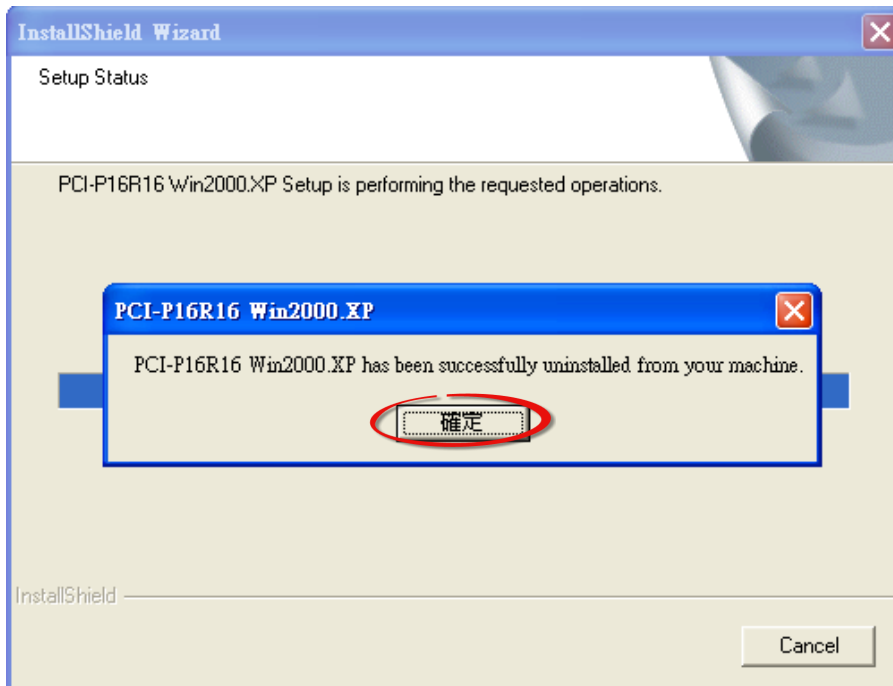 InstallShield Wizard
Setup Status
PCI-P16R16 Win2000.XP Setup is performing the requested operations.
PCI-P16R16 Win2000.XP
PCI-P16R16 Win2000.XP has been successfully uninstalled from your machine.
確定
InstallShield
Cancel